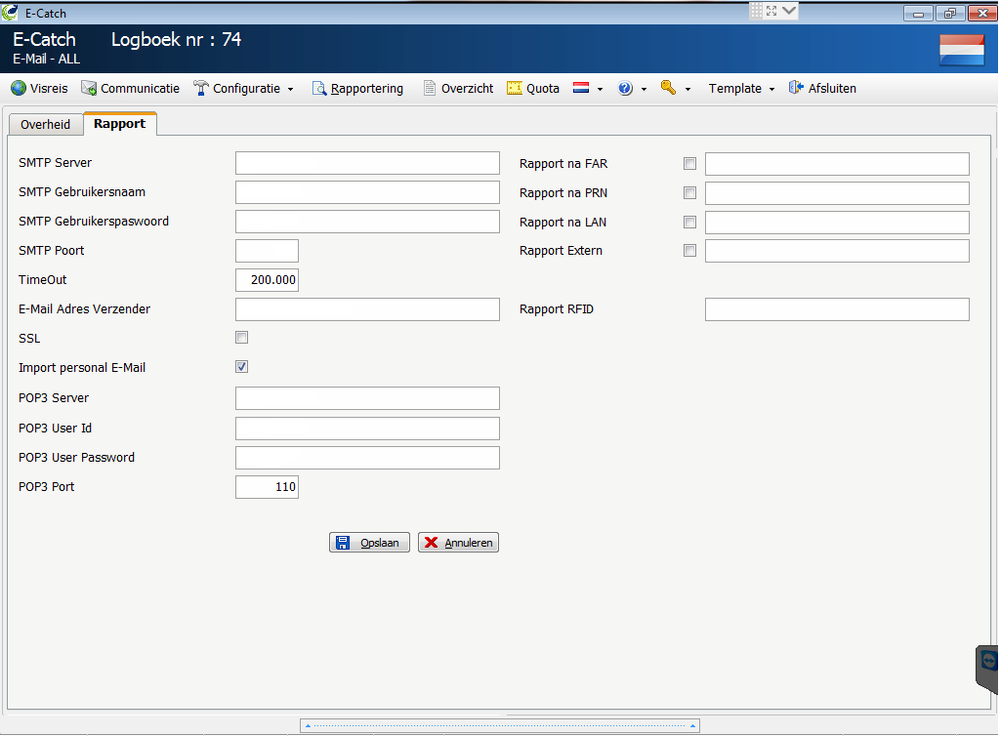 E-Catch
E-Catch Logboek nr : 74
E-Mail - ALL
Visreis Communicatie Configuratie Rapportering Overzicht Quota Template Afsluiten
Overheid Rapport
SMTP Server Rapport na FAR
SMTP Gebruikersnaam Rapport na PRN
SMTP Gebruikerspaswoord Rapport na LAN
SMTP Poort Rapport Extern
TimeOut 200.000
E-Mail Adres Verzender Rapport RFID
SSL
Import personal E-Mail
POP3 Server
POP3 User Id
POP3 User Password
POP3 Port 110
Opslaan Annuleren